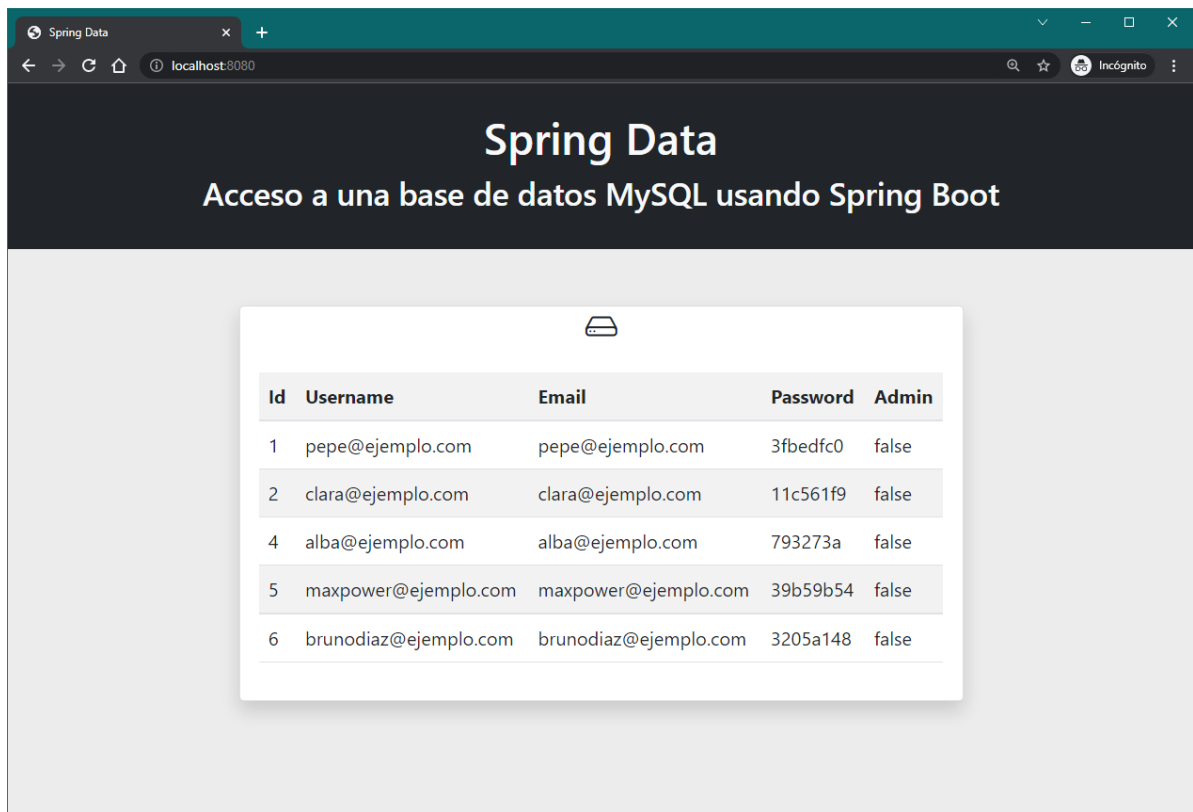 Spring Data
localhost:8080
Incógnito
Spring Data
Acceso a una base de datos MySQL usando Spring Boot
Id Username Email Password Admin
1 pepe@ejemplo.com pepe@ejemplo.com 3fbedfc0 false
2 clara@ejemplo.com clara@ejemplo.com 11c561f9 false
4 alba@ejemplo.com alba@ejemplo.com 793273a false
5 maxpower@ejemplo.com maxpower@ejemplo.com 39b59b54 false
6 brunodiaz@ejemplo.com brunodiaz@ejemplo.com 3205a148 false